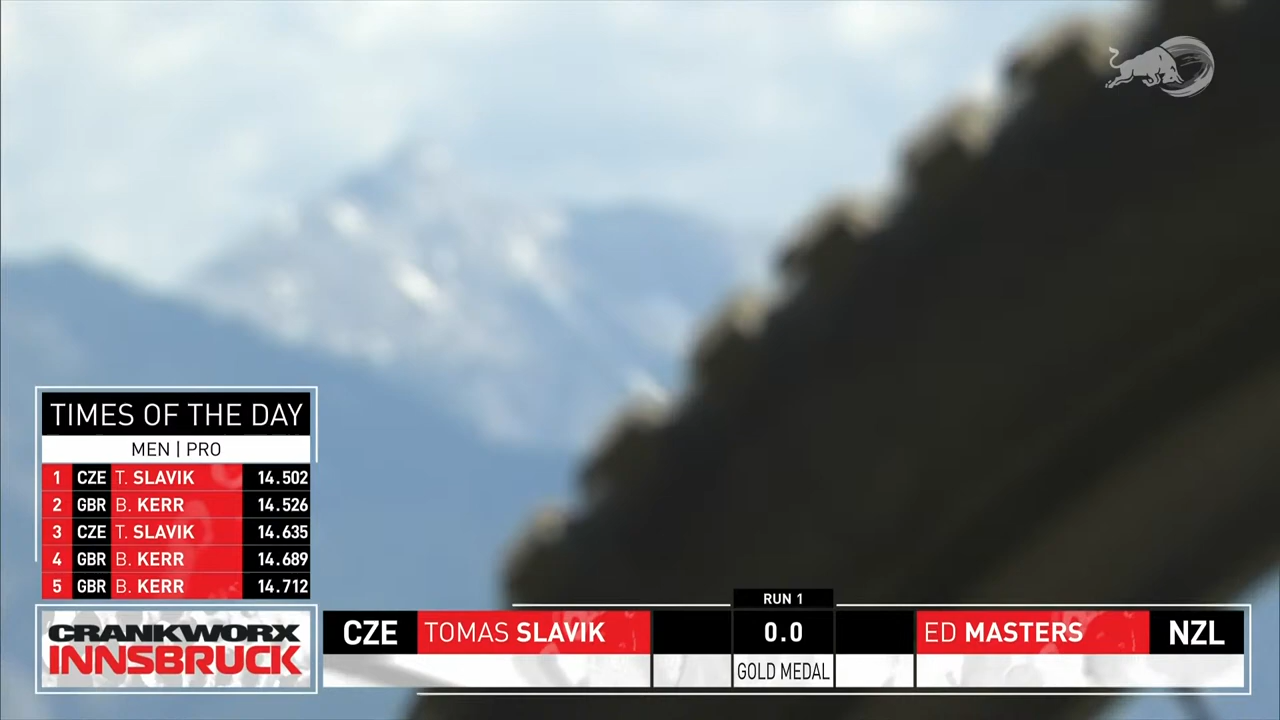 TIMES OF THE DAY
MEN | PRO
1 CZE T. SLAVIK 14.502
2 GBR B. KERR 14.526
3 CZE T. SLAVIK 14.635
4 GBR B. KERR 14.689
5 GBR B. KERR 14.712
CRANKWORX
INNSBRUCK
RUN 1
CZE TOMAS SLAVIK 0.0 ED MASTERS NZL
GOLD MEDAL